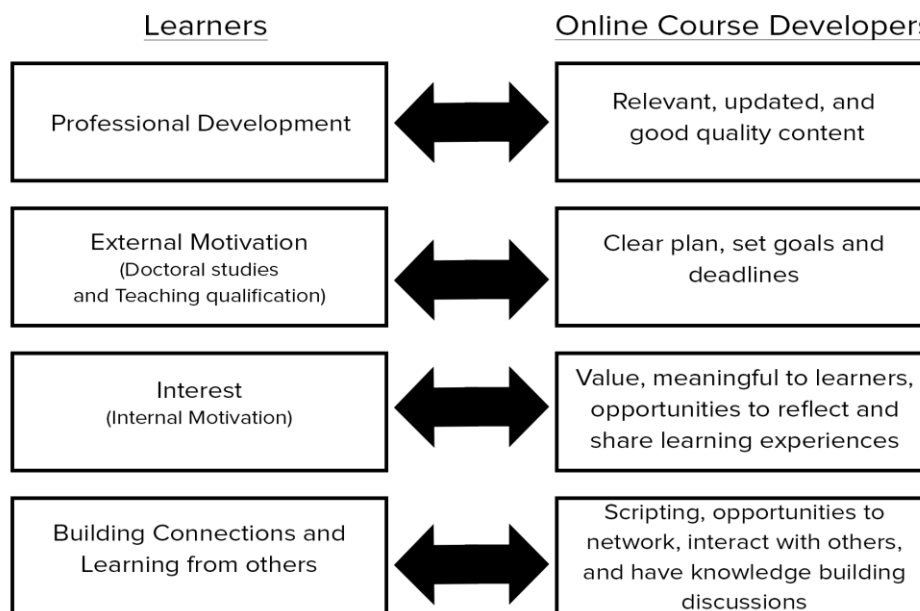 Learners
Online Course Developers
Professional Development
Relevant, updated, and
good quality content
External Motivation
(Doctoral studies
and Teaching qualification)
Clear plan, set goals and
deadlines
Interest
(Internal Motivation)
Value, meaningful to learners,
opportunities to reflect and
share learning experiences
Building Connections and
Learning from others
Scripting, opportunities to
network, interact with others,
and have knowledge building
discussions